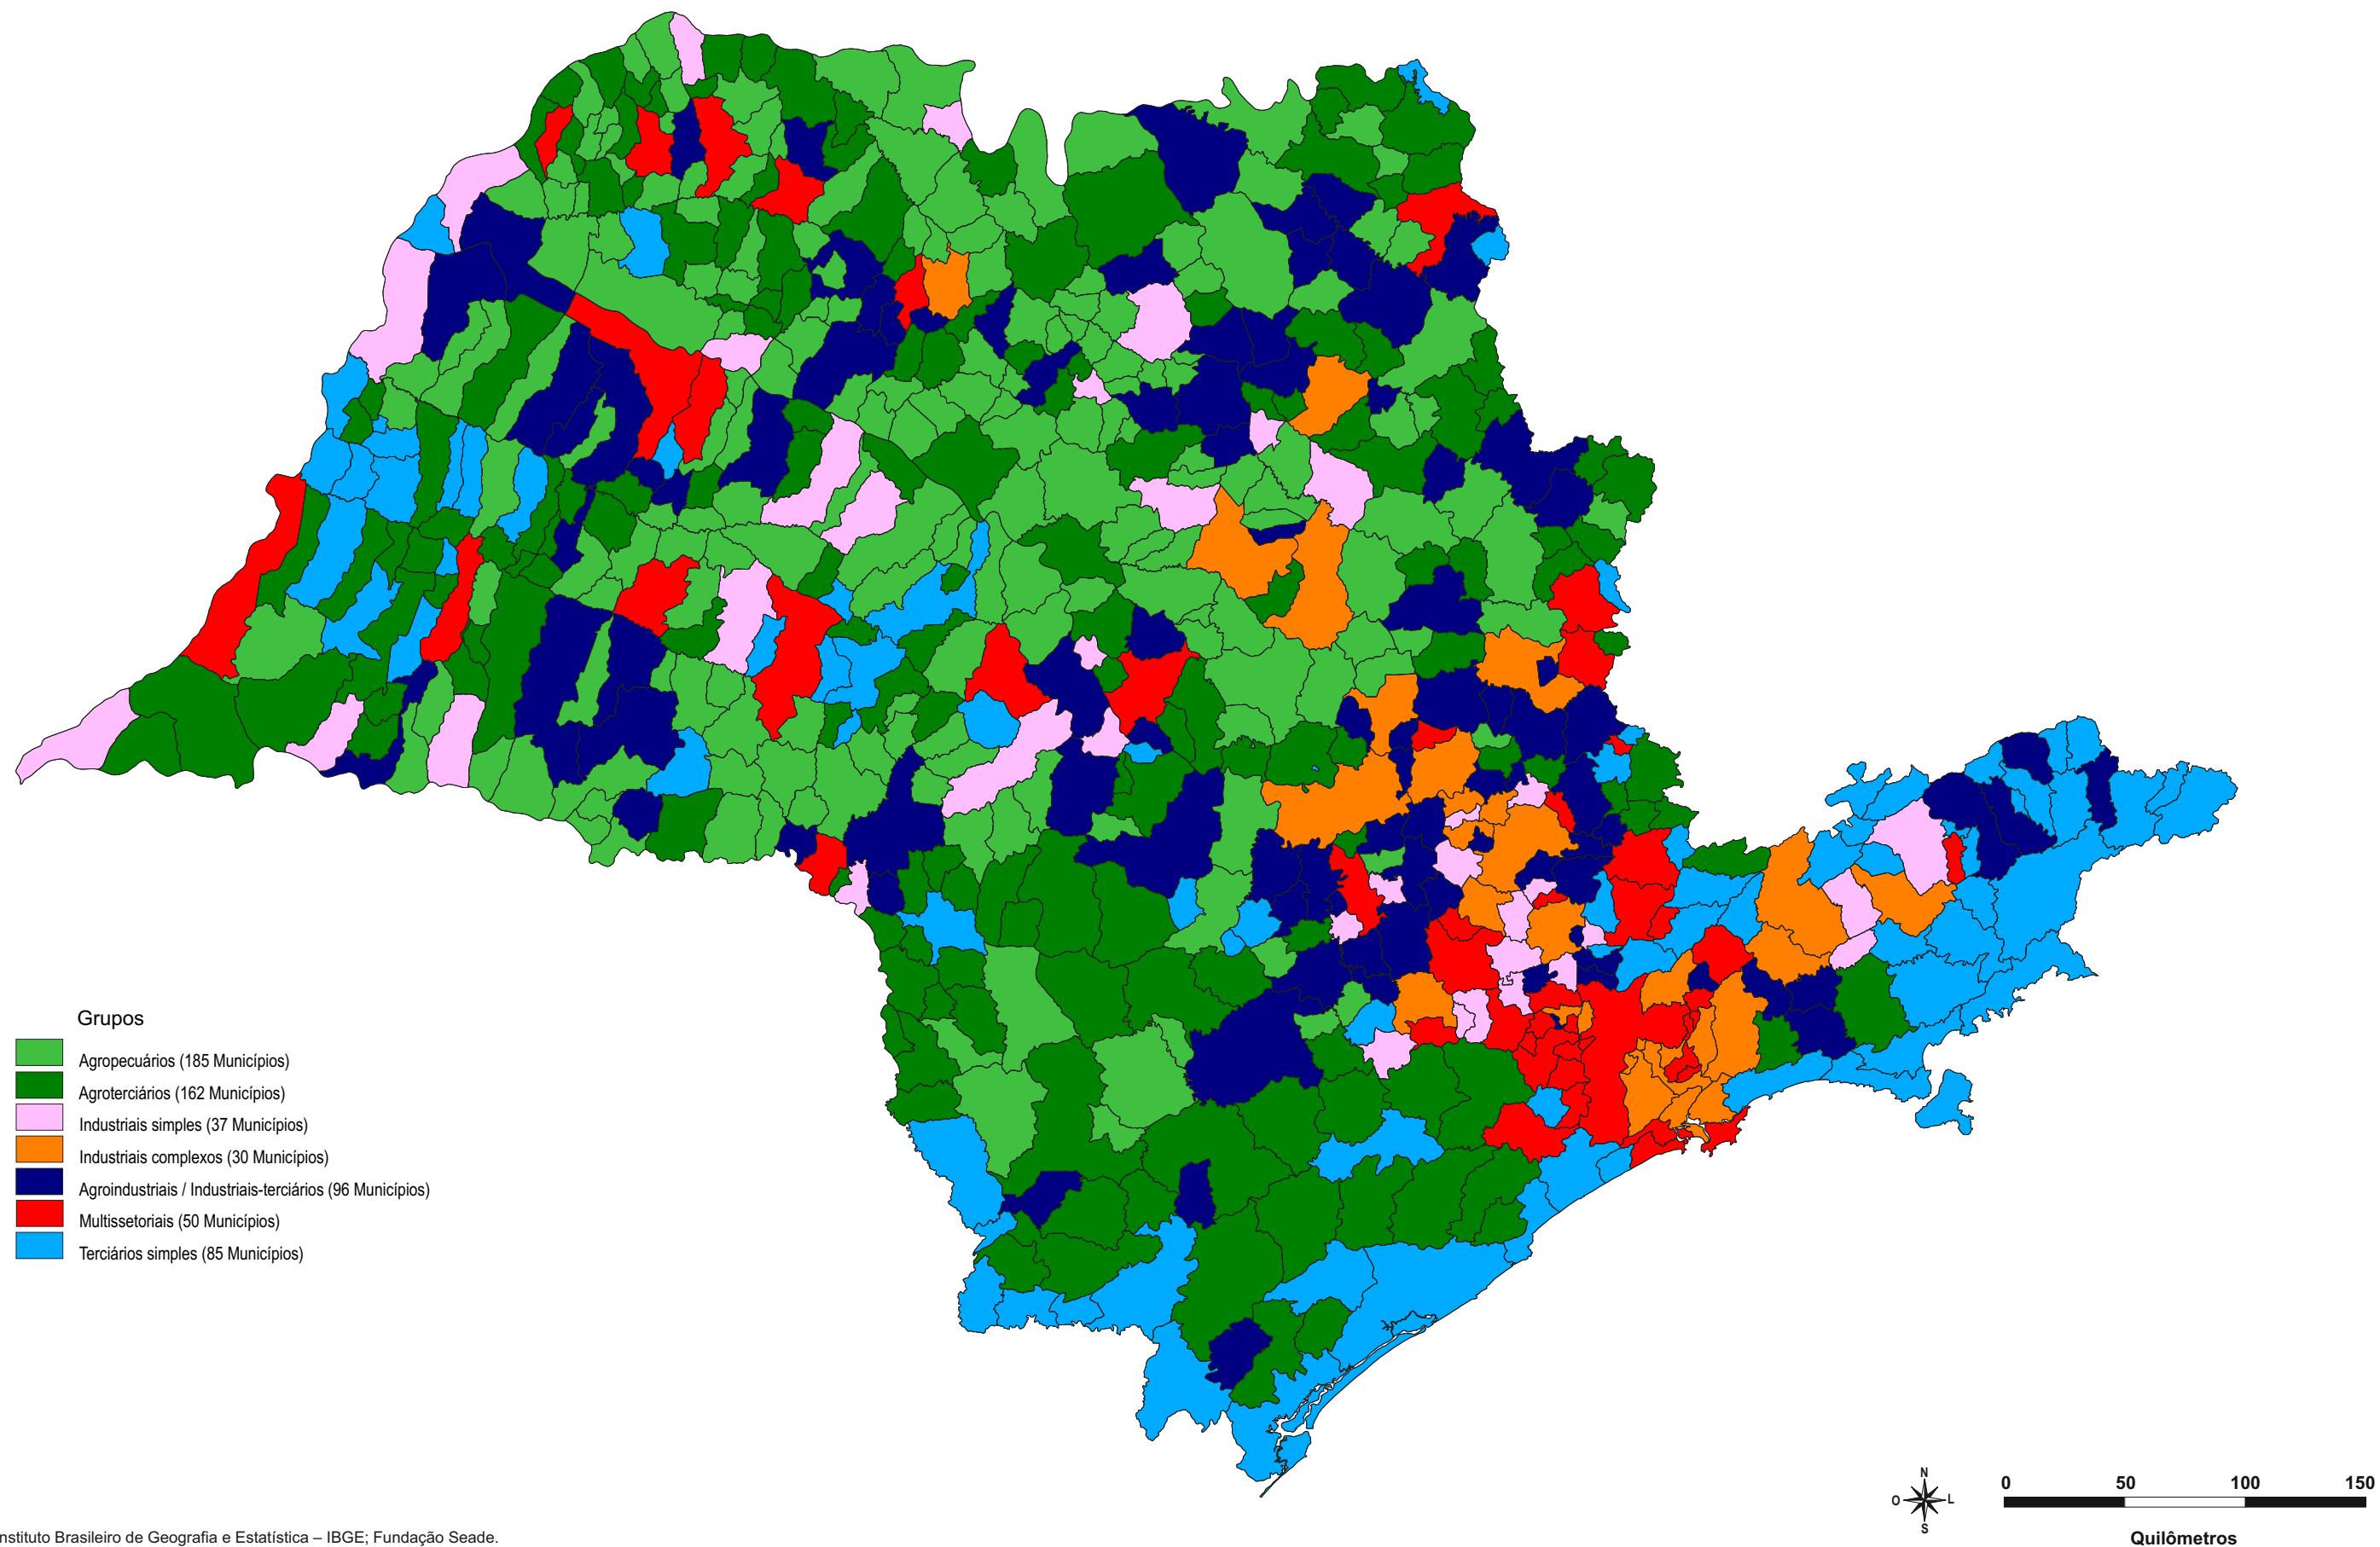 Grupos
Agropecuários (185 Municípios)
Agroterciários (162 Municípios)
Industriais simples (37 Municípios)
Industriais complexos (30 Municípios)
Agroindustriais / Industriais-terciários (96 Municípios)
Multissetoriais (50 Municípios)
Terciários simples (85 Municípios)
N
O L
S
0 50 100 150
Quilômetros
nstituto Brasileiro de Geografia e Estatística – IBGE; Fundação Seade.